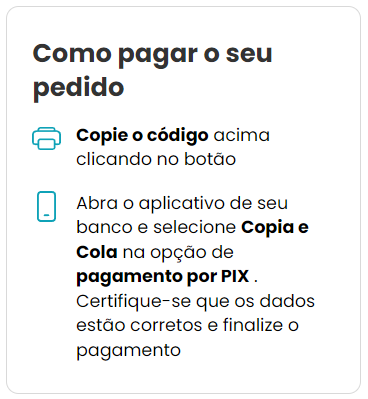 Como pagar o seu
pedido
Copie o código acima
clicando no botão
Abra o aplicativo de seu
banco e selecione Copia e
Cola na opção de
pagamento por PIX .
Certifique-se que os dados
estão corretos e finalize o
pagamento